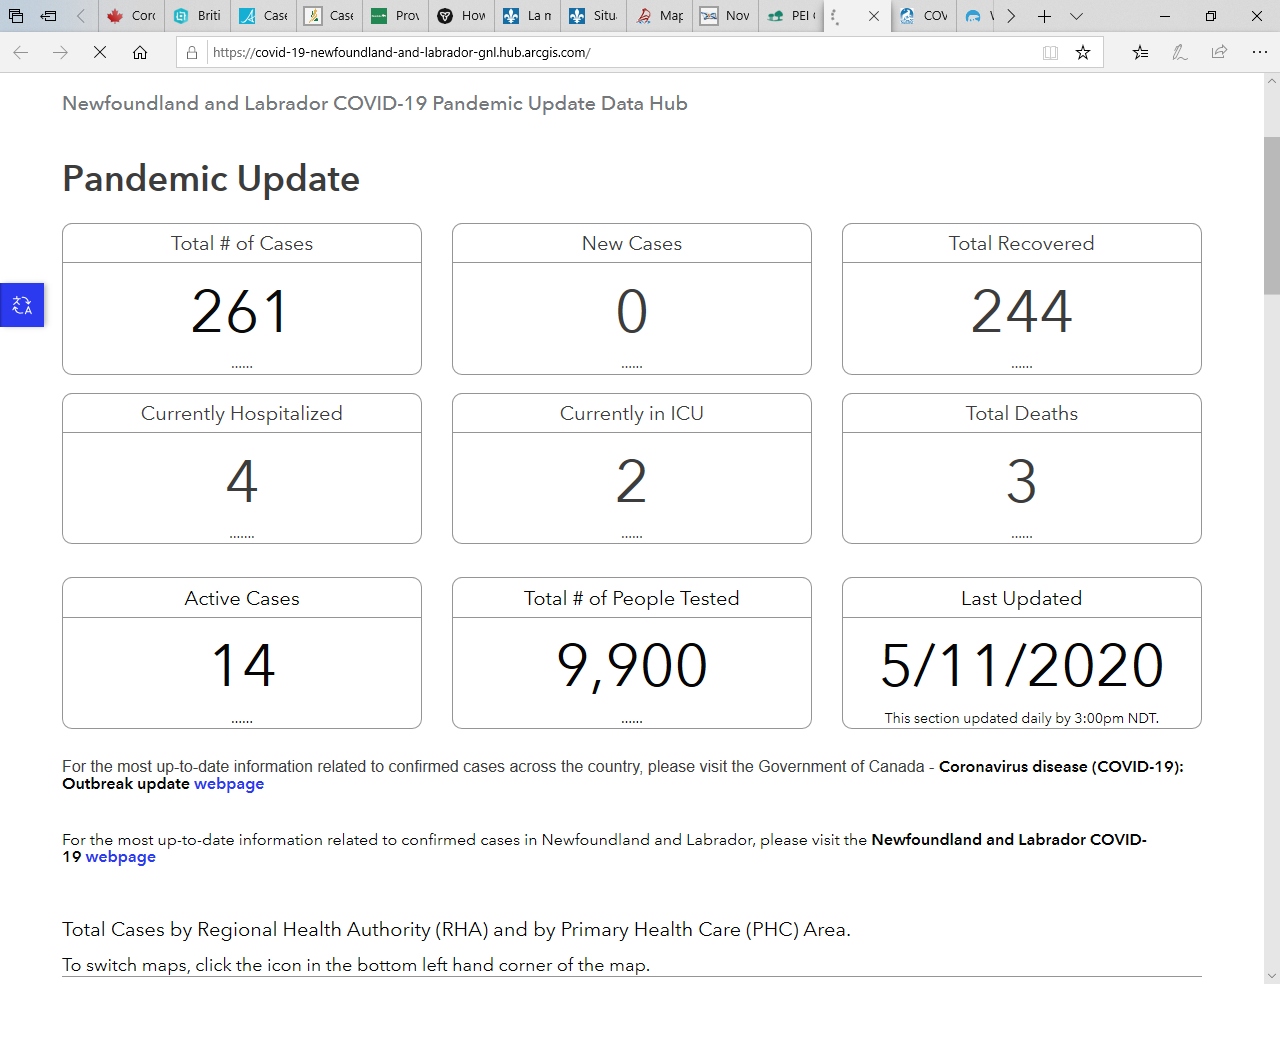 Corc
Briti
Case
Case
Prov
How
La m
Situ
Map
Nov
PEI
COV
https://covid-19-newfoundland-and-labrador-gnl.hub.arcgis.com/
Newfoundland and Labrador COVID-19 Pandemic Update Data Hub
Pandemic Update
Total # of Cases
261
......
New Cases
0
......
Total Recovered
244
......
Currently Hospitalized
4
.......
Currently in ICU
2
......
Total Deaths
3
......
Active Cases
14
......
Total # of People Tested
9,900
......
Last Updated
5/11/2020
This section updated daily by 3:00pm NDT.
For the most up-to-date information related to confirmed cases across the country, please visit the Government of Canada - Coronavirus disease (COVID-19):
Outbreak update webpage
For the most up-to-date information related to confirmed cases in Newfoundland and Labrador, please visit the Newfoundland and Labrador COVID-
19 webpage
Total Cases by Regional Health Authority (RHA) and by Primary Health Care (PHC) Area.
To switch maps, click the icon in the bottom left hand corner of the map.